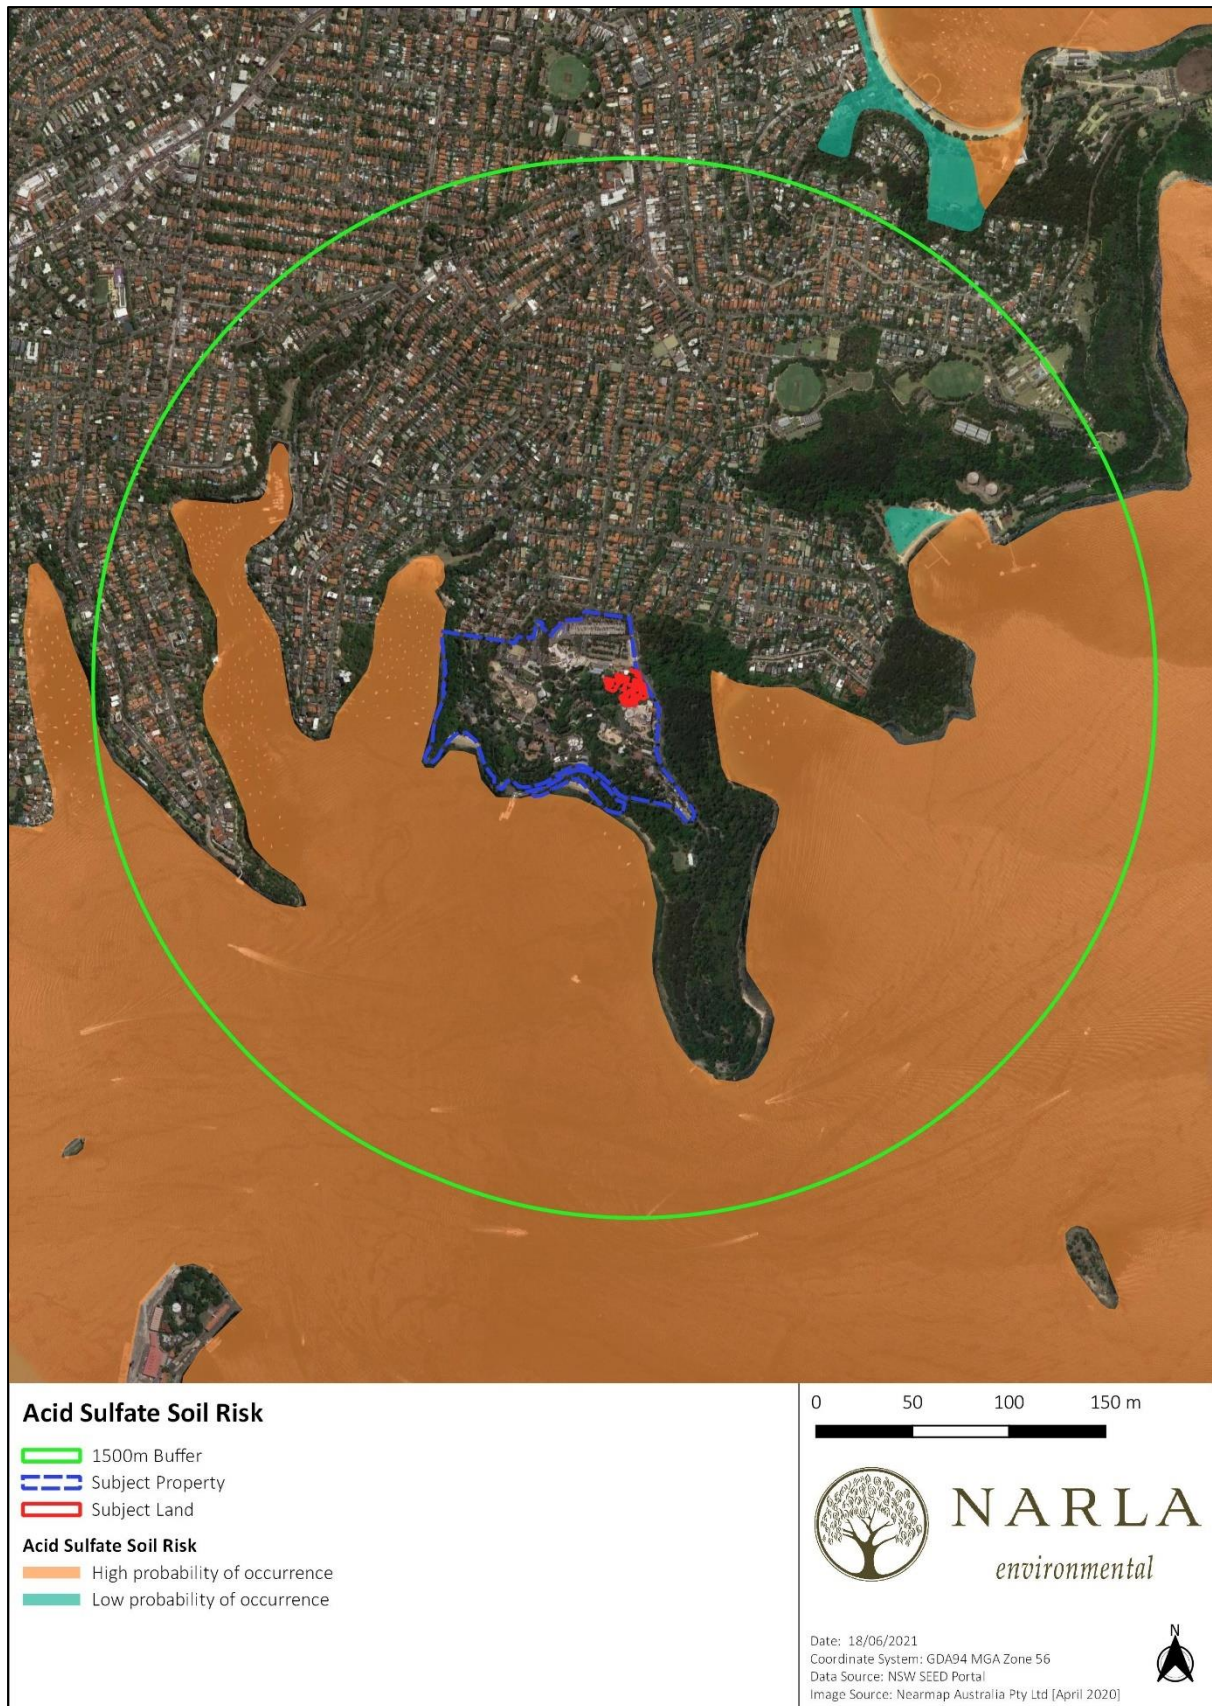 Acid Sulfate Soil Risk
1500m Buffer
Subject Property
Subject Land
Acid Sulfate Soil Risk
High probability of occurrence
Low probability of occurrence
0 50 100 150 m
NARLA
environmental
Date: 18/06/2021
Coordinate System: GDA94 MGA Zone 56
Data Source: NSW SEED Portal
Image Source: Nearmap Australia Pty Ltd [April 2020]
N